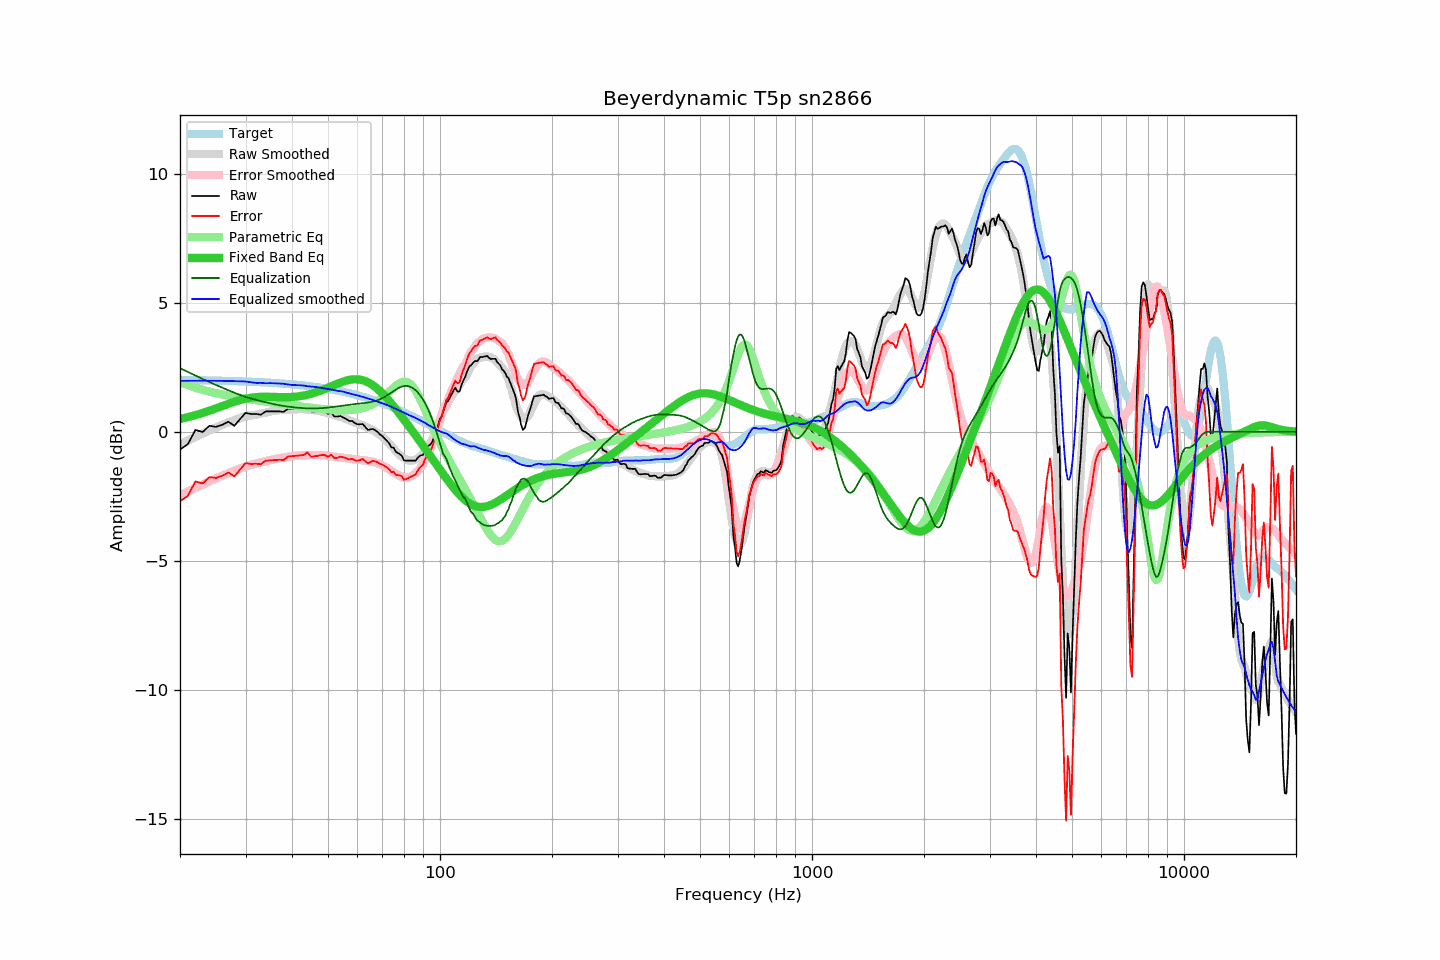 Beyerdynamic T5p sn2866
Target
Raw Smoothed
Error Smoothed
Raw
Error
Parametric Eq
Fixed Band Eq
Equalization
Equalized smoothed
10
5
0
−5
−10
−15
Amplitude (dBr)
100
1000
10000
Frequency (Hz)